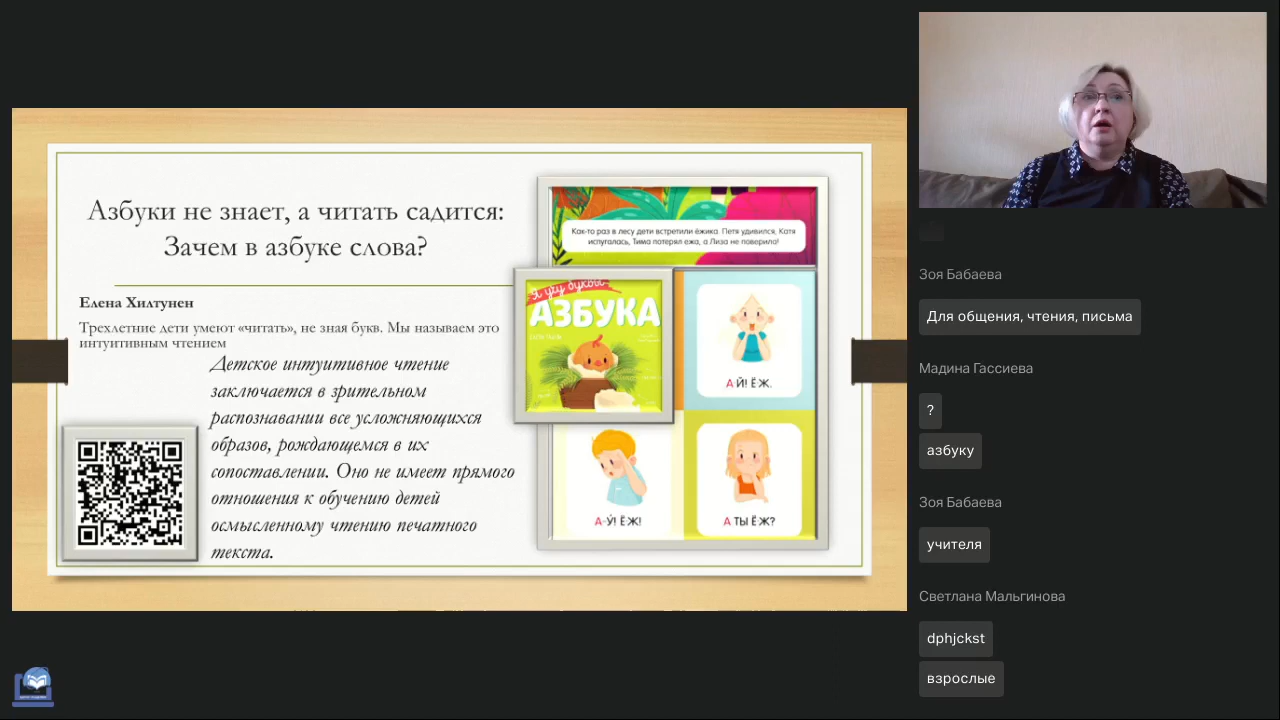 Азбуки не знает, а читать садится:
Зачем в азбуке слова?
Елена Хилтунен
Трехлетние дети умеют «читать», не зная букв. Мы называем это
интуитивным чтением
Детское интуитивное чтение
заключается в зрительном
распознавании все усложняющихся
образов, рождающемся в их
сопоставлении. Оно не имеет прямого
отношения к обучению детей
осмысленному чтению печатного
текста.
Как-то раз в лесу дети встретили ёжика. Петя удивился, Катя
испугалась, Тима потерял ежа, а Лиза не поверила!
Я учу буквы
АЗБУКА
А Й! ЁЖ.
А-У! ЁЖ!
А ТЫ ЁЖ?
Зоя Бабаева
Для общения, чтения, письма
Мадина Гассиева
?
азбуку
Зоя Бабаева
учителя
Светлана Мальгинова
dphjckst
взрослые